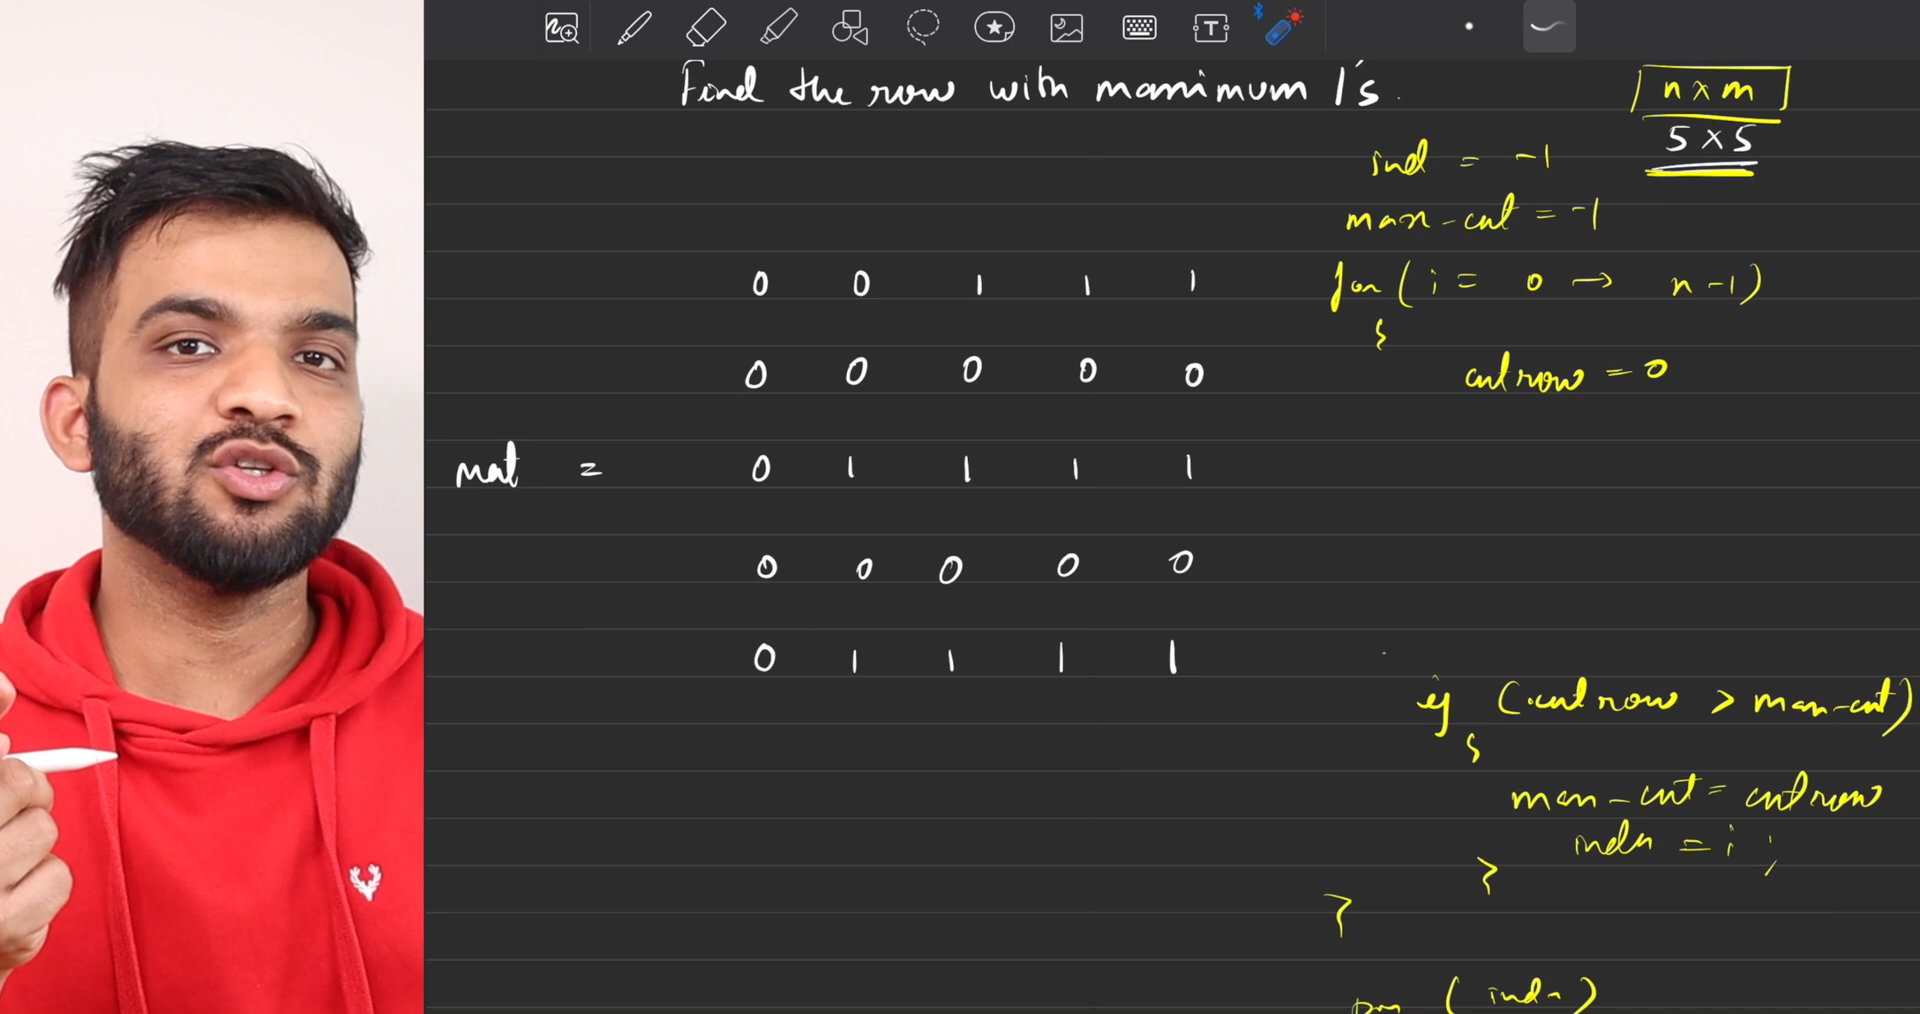 Find the row with maximum 1's.
n x m
5 x 5
ind = -1
max-cnt = -1
0 0 1 1 1
for ( i = 0 → n-1)
{
0 0 0 0 0
cntrow = 0
mat = 0 1 1 1 1
0 0 0 0 0
0 1 1 1 1
if (cntrow > max-cnt)
{
max-cnt = cntrow
index = i ;
}
}
T